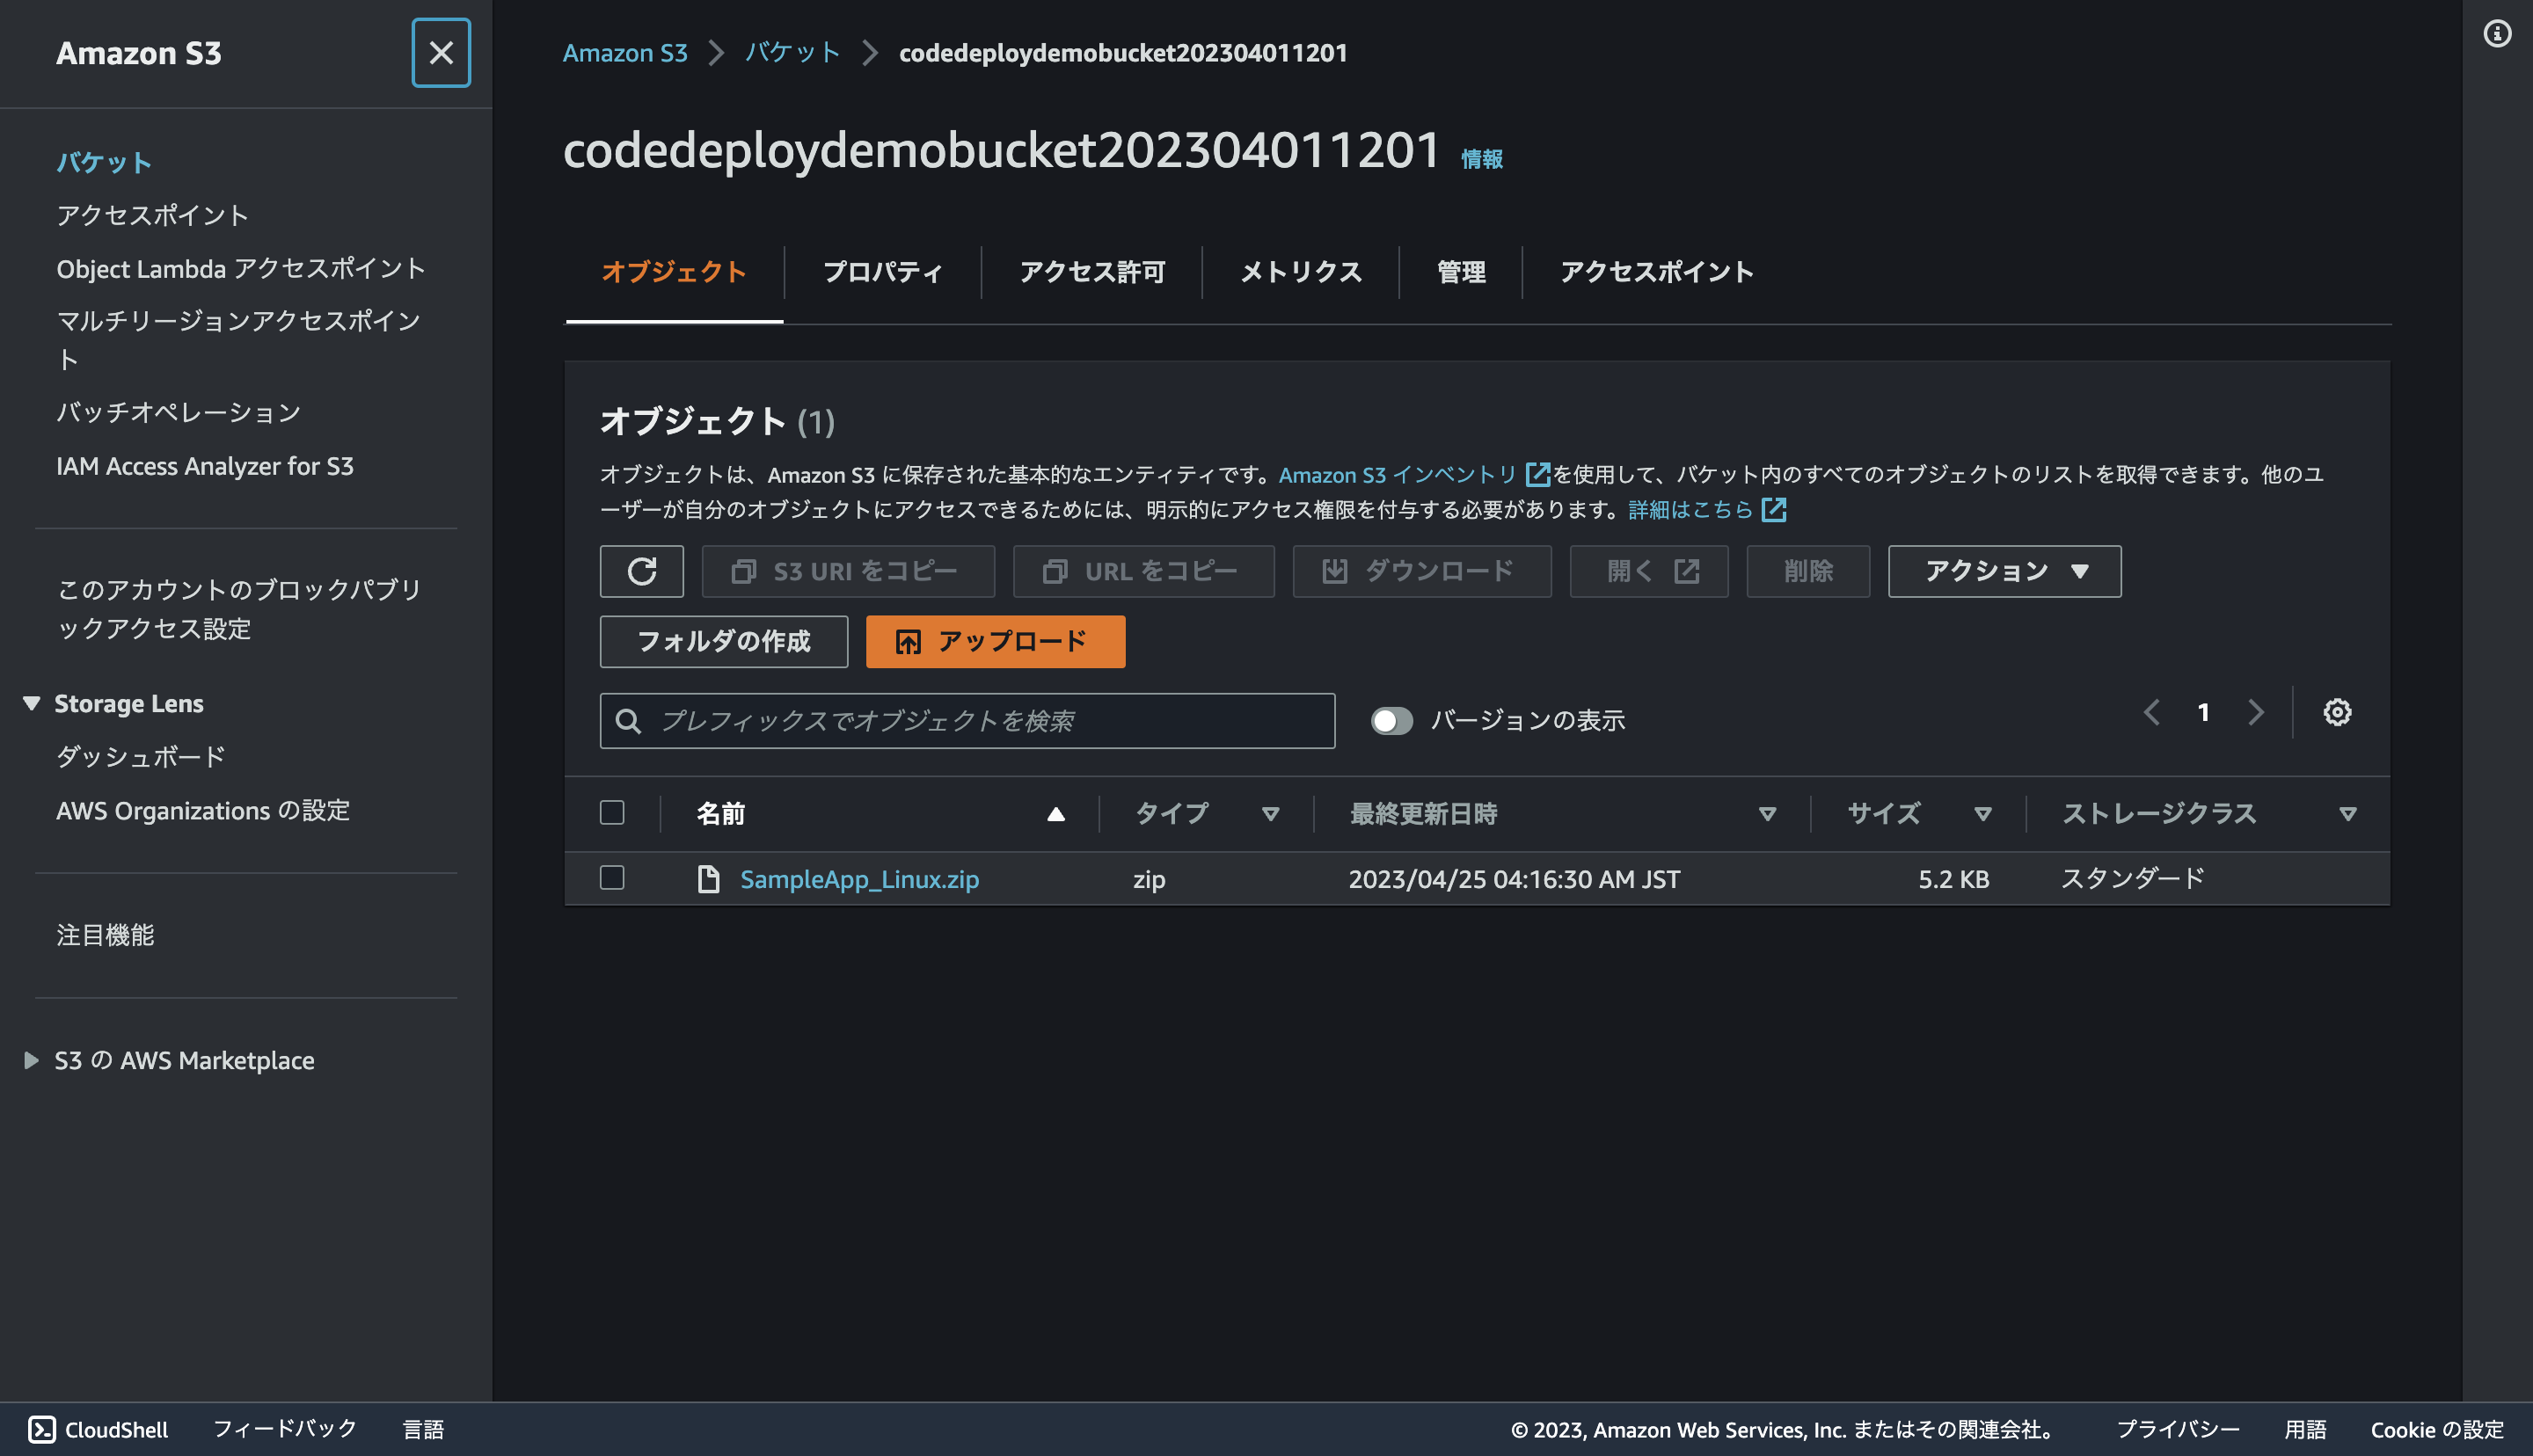 Amazon S3
バケット
アクセスポイント
Object Lambda アクセスポイント
マルチリージョンアクセスポイン
ト
バッチオペレーション
IAM Access Analyzer for S3
このアカウントのブロックパブリ
ックアクセス設定
Storage Lens
ダッシュボード
AWS Organizations の設定
注目機能
S3 の AWS Marketplace
Amazon S3 バケット codedeploydemobucket202304011201
codedeploydemobucket202304011201 情報
オブジェクト プロパティ アクセス許可 メトリクス 管理 アクセスポイント
オブジェクト (1)
オブジェクトは、Amazon S3 に保存された基本的なエンティティです。Amazon S3 インベントリ を使用して、バケット内のすべてのオブジェクトのリストを取得できます。他のユ
ーザーが自分のオブジェクトにアクセスできるためには、明示的にアクセス権限を付与する必要があります。詳細はこちら
S3 URI をコピー URL をコピー ダウンロード 開く 削除 アクション
フォルダの作成 アップロード
プレフィックスでオブジェクトを検索 バージョンの表示 1
名前 タイプ 最終更新日時 サイズ ストレージクラス
SampleApp_Linux.zip zip 2023/04/25 04:16:30 AM JST 5.2 KB スタンダード
CloudShell フィードバック 言語 © 2023, Amazon Web Services, Inc. またはその関連会社。 プライバシー 用語 Cookie の設定